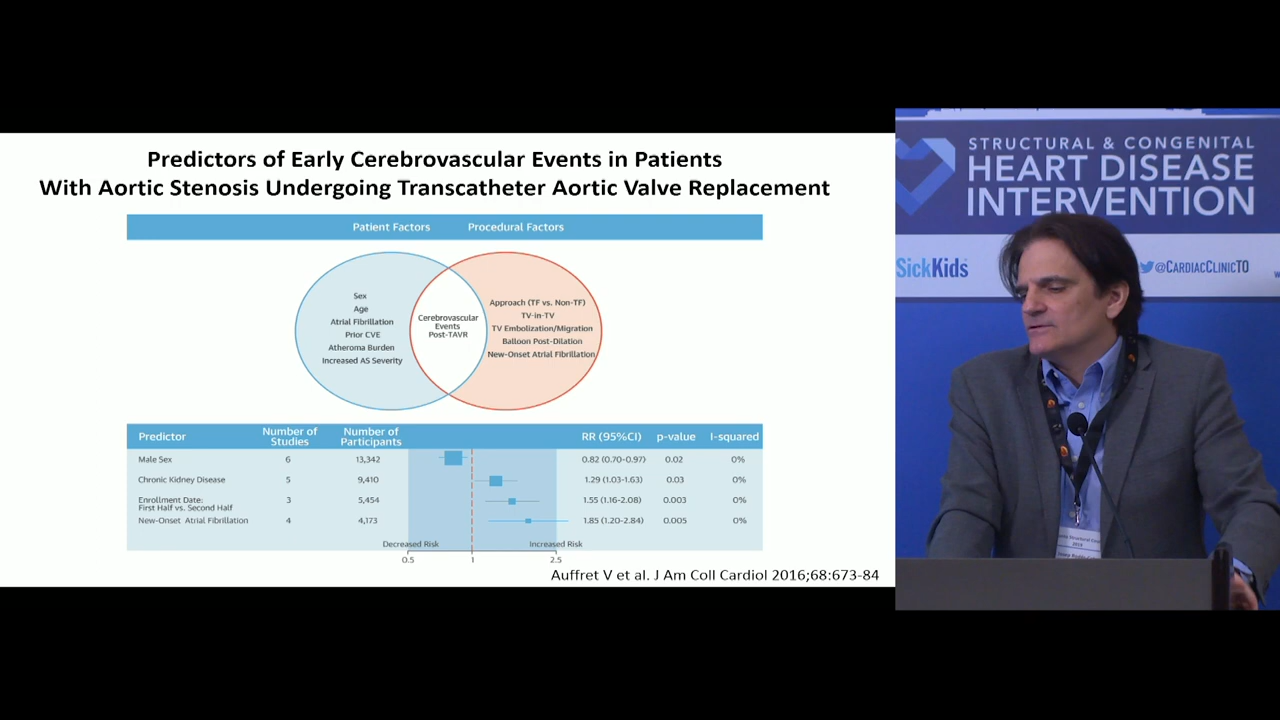 Predictors of Early Cerebrovascular Events in Patients
With Aortic Stenosis Undergoing Transcatheter Aortic Valve Replacement
Patient Factors Procedural Factors
Sex
Age
Atrial Fibrillation
Prior CVE
Atheroma Burden
Increased AS Severity
Cerebrovascular
Events
Post-TAVR
Approach (TF vs. Non-TF)
TV-in-TV
TV Embolization/Migration
Balloon Post-Dilation
New-Onset Atrial Fibrillation
Predictor Number of Studies Number of Participants RR (95%CI) p-value I-squared
Male Sex 6 13,342 0.82 (0.70-0.97) 0.02 0%
Chronic Kidney Disease 5 9,410 1.29 (1.03-1.63) 0.03 0%
Enrollment Date: 3 5,454 1.55 (1.16-2.08) 0.003 0%
First Half vs. Second Half
New-Onset Atrial Fibrillation 4 4,173 1.85 (1.20-2.84) 0.005 0%
Decreased Risk Increased Risk
0.5 1 2.5
Auffret V et al. J Am Coll Cardiol 2016;68:673-84
STRUCTURAL & CONGENITAL
HEART DISEASE
INTERVENTION
SickKids @CARDIACCLINICTO